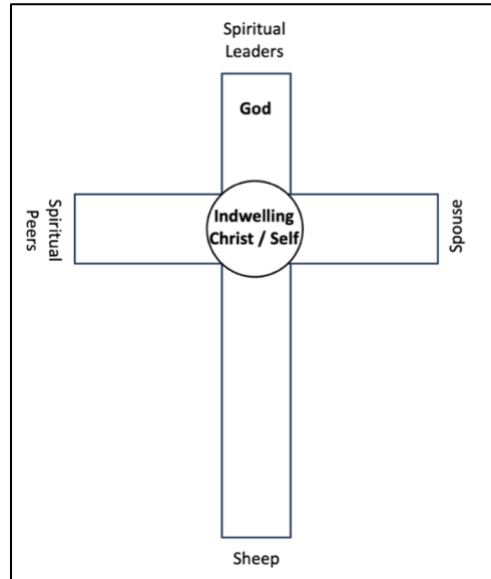 Spiritual
Leaders
God
Spiritual
Peers
Indwelling
Christ / Self
Spouse
Sheep